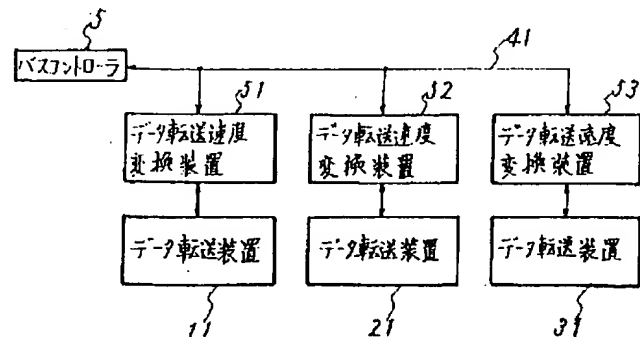 5
41
バスコントローラ
51
52
53
データ転送速度
変換装置
データ転送速度
変換装置
データ転送速度
変換装置
データ転送装置
データ転送装置
データ転送装置
11
21
31